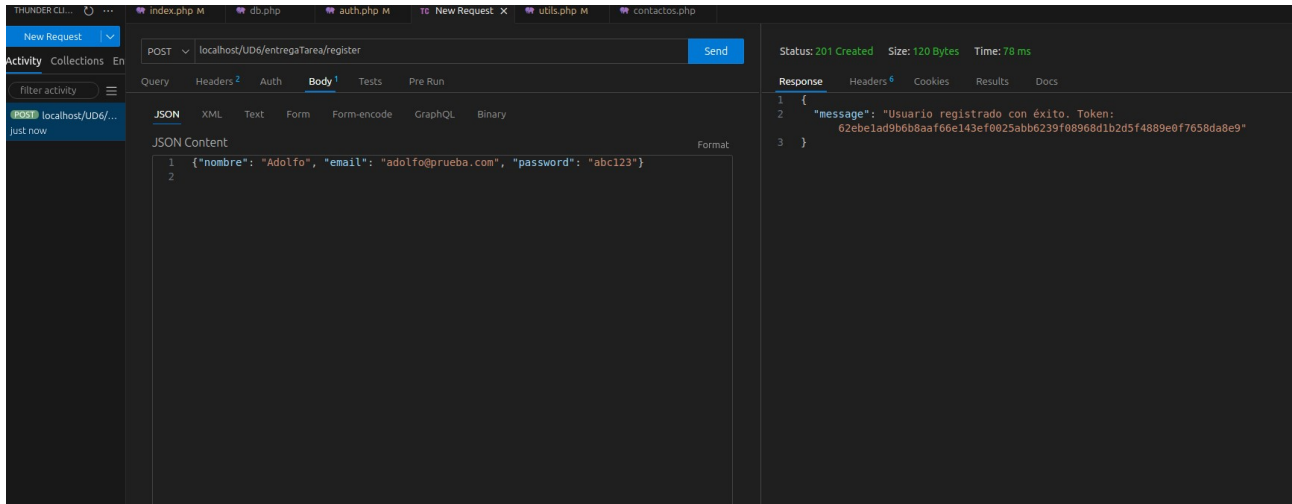 THUNDER CLI... ...
index.php M
db.php
auth.php M
TC New Request ×
utils.php M
contactos.php
New Request
Activity Collections En
filter activity
POST localhost/UD6/...
just now
POST localhost/UD6/entregaTarea/register Send
Query Headers 2 Auth Body 1 Tests Pre Run
JSON XML Text Form Form-encode GraphQL Binary
JSON Content Format
1 {"nombre": "Adolfo", "email": "adolfo@prueba.com", "password": "abc123"}
2
Status: 201 Created Size: 120 Bytes Time: 78 ms
Response Headers 6 Cookies Results Docs
1 {
2 "message": "Usuario registrado con éxito. Token:
62ebe1ad9b6b8aaf66e143ef0025abb6239f08968d1b2d5f4889e0f7658da8e9"
3 }